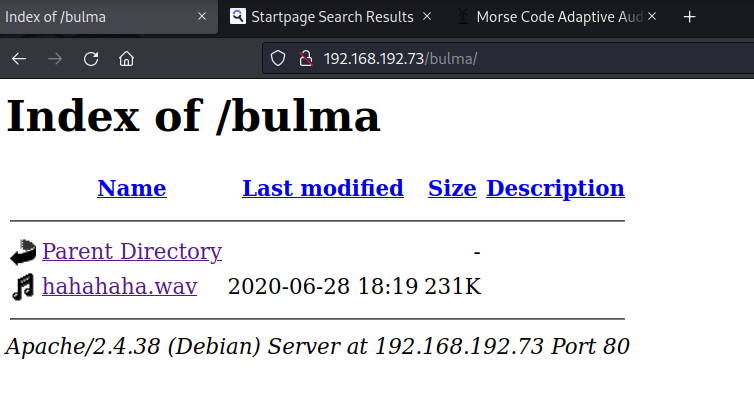 Index of /bulma
Startpage Search Results
Morse Code Adaptive Aud
192.168.192.73/bulma/
Index of /bulma
Name Last modified Size Description
Parent Directory -
hahahaha.wav 2020-06-28 18:19 231K
Apache/2.4.38 (Debian) Server at 192.168.192.73 Port 80